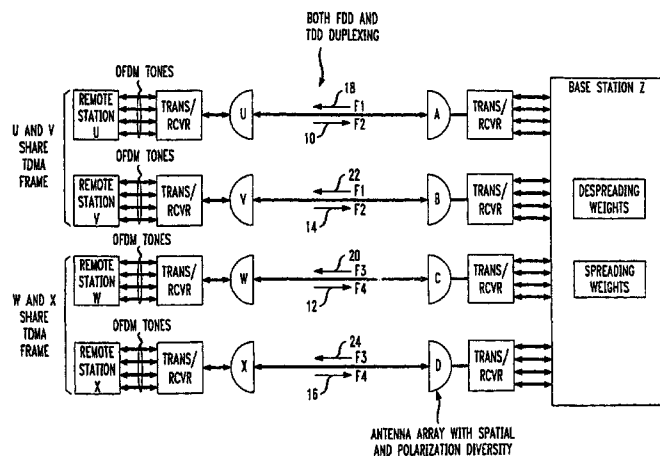 BOTH FDD AND
TDD DUPLEXING
OFDM TONES
REMOTE
STATION
U
TRANS/
RCVR
U
18
F1
10
F2
A
TRANS/
RCVR
BASE STATION Z
U AND V
SHARE
TDMA
FRAME
OFDM TONES
REMOTE
STATION
V
TRANS/
RCVR
V
22
F1
14
F2
B
TRANS/
RCVR
DESPREADING
WEIGHTS
W AND X
SHARE
TDMA
FRAME
REMOTE
STATION
W
TRANS/
RCVR
W
20
F3
12
F4
C
TRANS/
RCVR
SPREADING
WEIGHTS
OFDM TONES
REMOTE
STATION
X
TRANS/
RCVR
X
24
F3
16
F4
D
TRANS/
RCVR
OFDM TONES
ANTENNA ARRAY WITH SPATIAL
AND POLARIZATION DIVERSITY